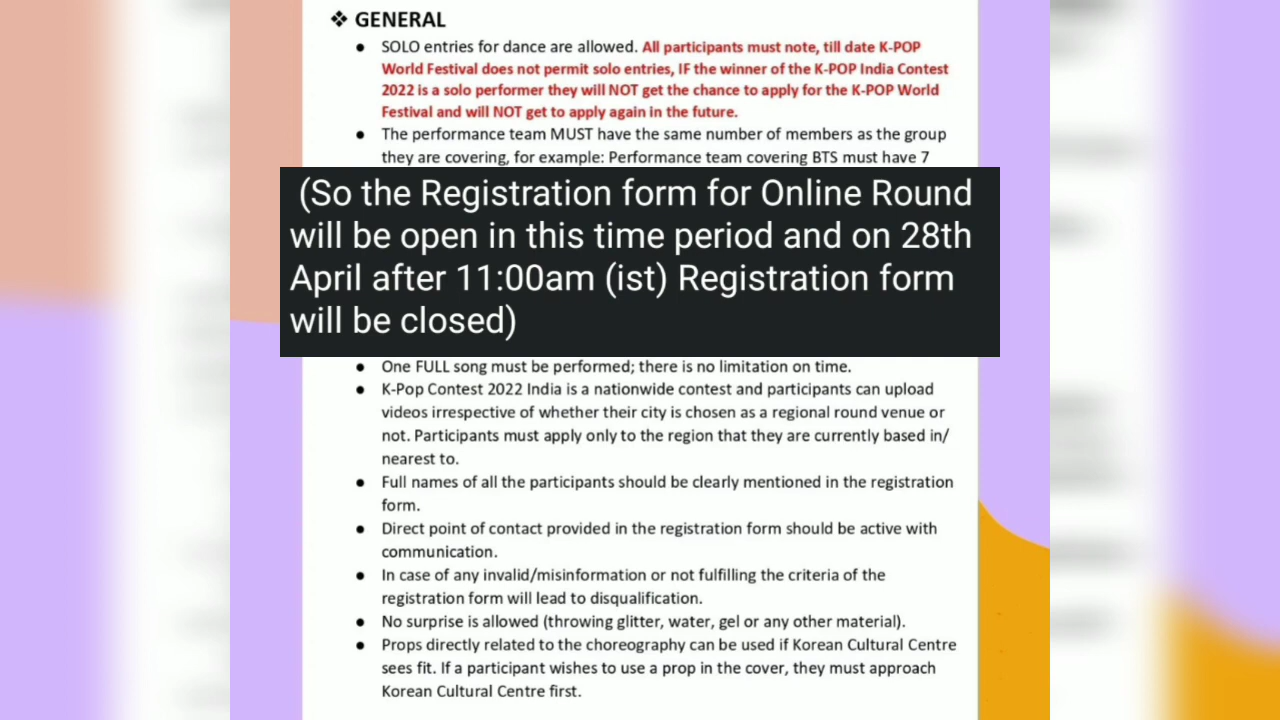 ❖ GENERAL
● SOLO entries for dance are allowed. All participants must note, till date K-POP
World Festival does not permit solo entries, IF the winner of the K-POP India Contest
2022 is a solo performer they will NOT get the chance to apply for the K-POP World
Festival and will NOT get to apply again in the future.
● The performance team MUST have the same number of members as the group
they are covering, for example: Performance team covering BTS must have 7
(So the Registration form for Online Round
will be open in this time period and on 28th
April after 11:00am (ist) Registration form
will be closed)
● One FULL song must be performed; there is no limitation on time.
● K-Pop Contest 2022 India is a nationwide contest and participants can upload
videos irrespective of whether their city is chosen as a regional round venue or
not. Participants must apply only to the region that they are currently based in/
nearest to.
● Full names of all the participants should be clearly mentioned in the registration
form.
● Direct point of contact provided in the registration form should be active with
communication.
● In case of any invalid/misinformation or not fulfilling the criteria of the
registration form will lead to disqualification.
● No surprise is allowed (throwing glitter, water, gel or any other material).
● Props directly related to the choreography can be used if Korean Cultural Centre
sees fit. If a participant wishes to use a prop in the cover, they must approach
Korean Cultural Centre first.